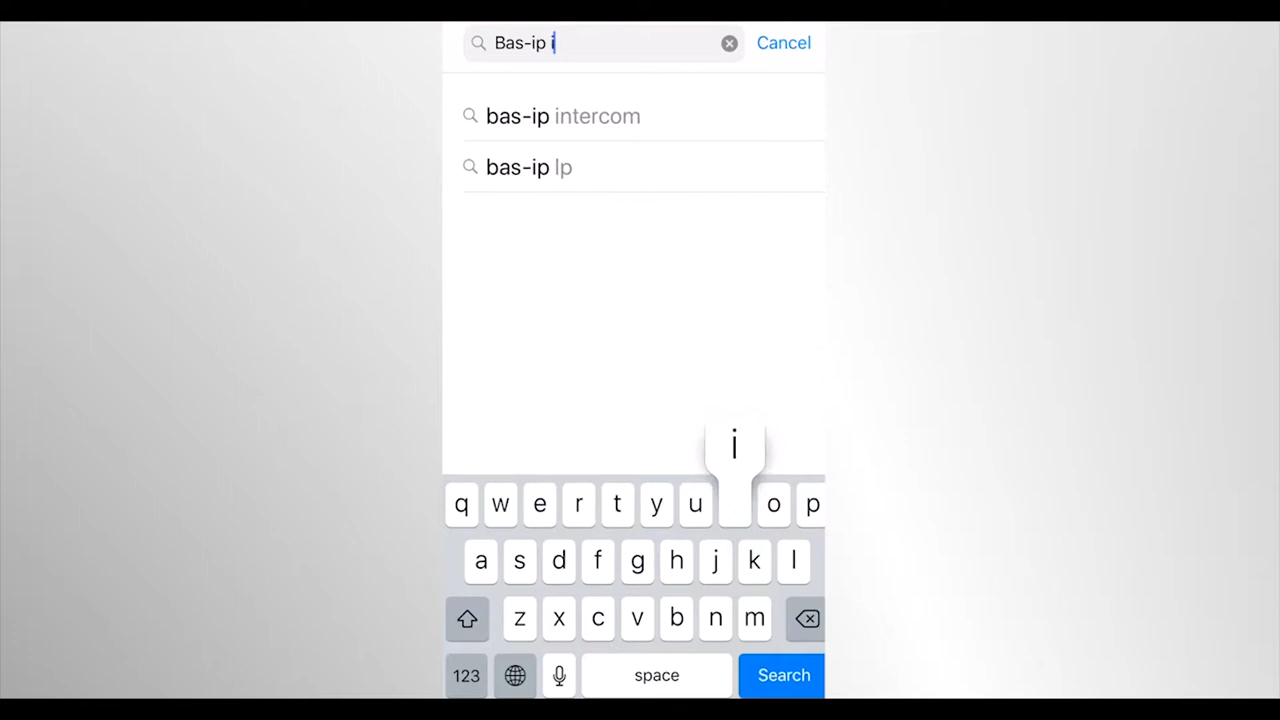 Bas-ip i Cancel
bas-ip intercom
bas-ip lp
i
q w e r t y u o p
a s d f g h j k l
z x c v b n m
123 space Search